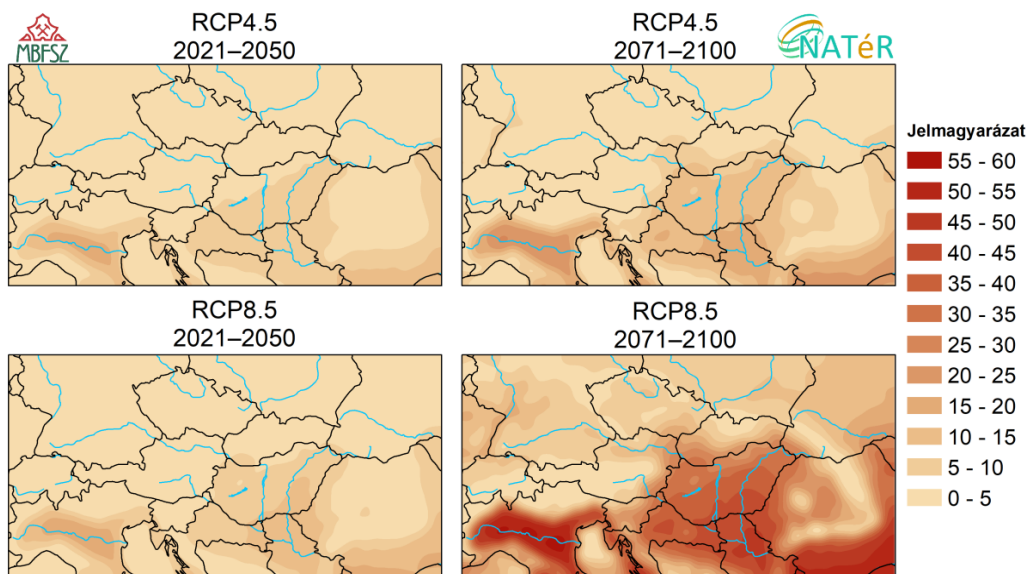 MBFSZ
RCP4.5
2021–2050
RCP4.5
2071–2100
NATéR
RCP8.5
2021–2050
RCP8.5
2071–2100
Jelmagyarázat
55 - 60
50 - 55
45 - 50
40 - 45
35 - 40
30 - 35
25 - 30
20 - 25
15 - 20
10 - 15
5 - 10
0 - 5